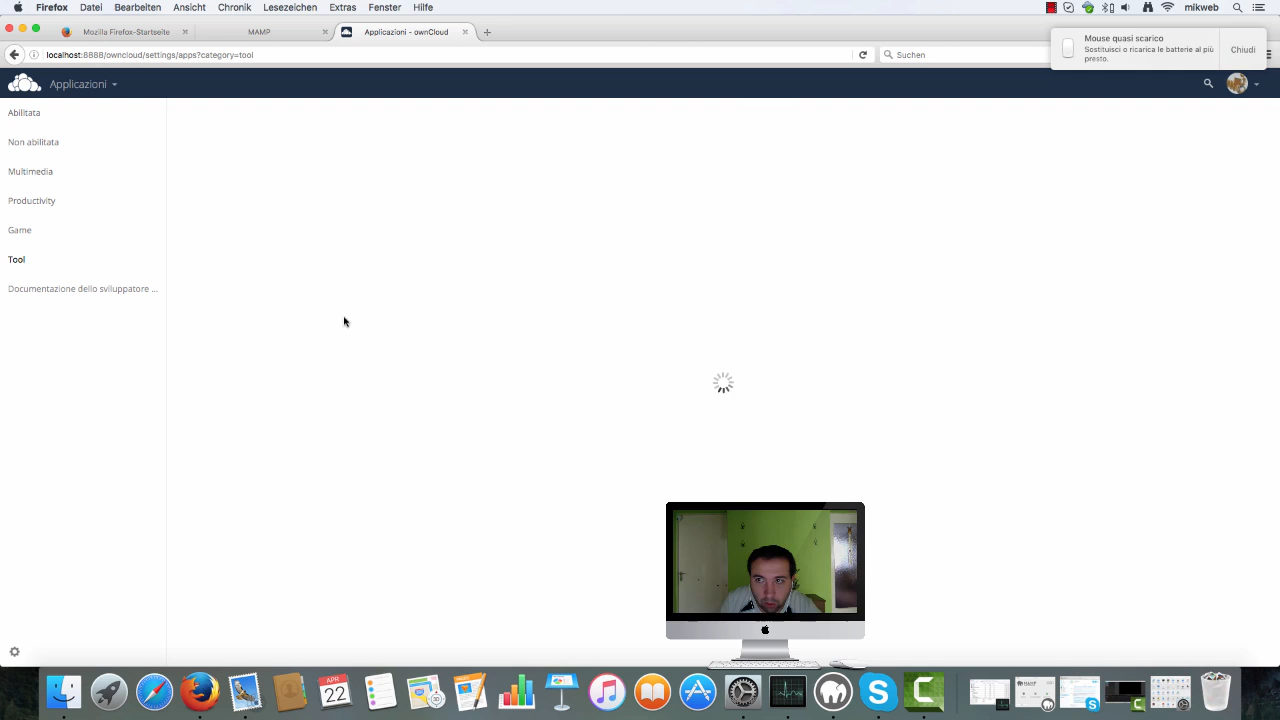 Firefox Datei Bearbeiten Ansicht Chronik Lesezeichen Extras Fenster Hilfe mikweb
Mozilla Firefox-Startseite MAMP Applicazioni - ownCloud
localhost:8888/owncloud/settings/apps?category=tool Suchen
Mouse quasi scarico
Sostituisci o ricarica le batterie al più
presto.
Chiudi
Applicazioni
Abilitata
Non abilitata
Multimedia
Productivity
Game
Tool
Documentazione dello sviluppatore ...
APR
22